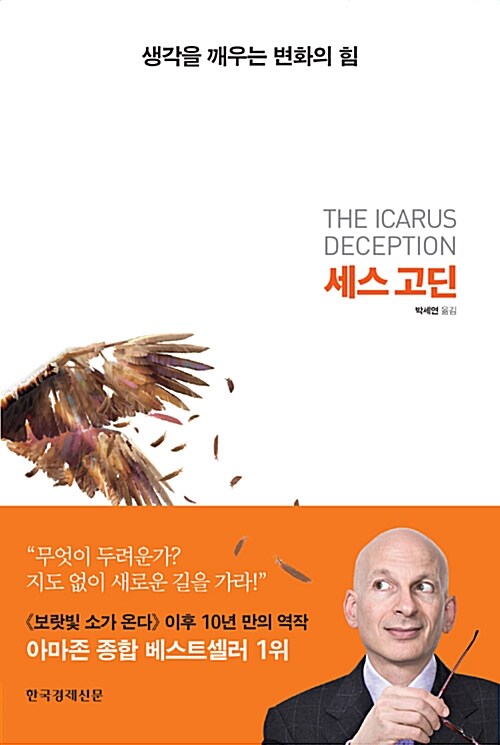 생각을 깨우는 변화의 힘
THE ICARUS
DECEPTION
세스 고딘
박세연 옮김
“무엇이 두려운가?
지도 없이 새로운 길을 가라!”
《보랏빛 소가 온다》 이후 10년 만의 역작
아마존 종합 베스트셀러 1위
한국경제신문